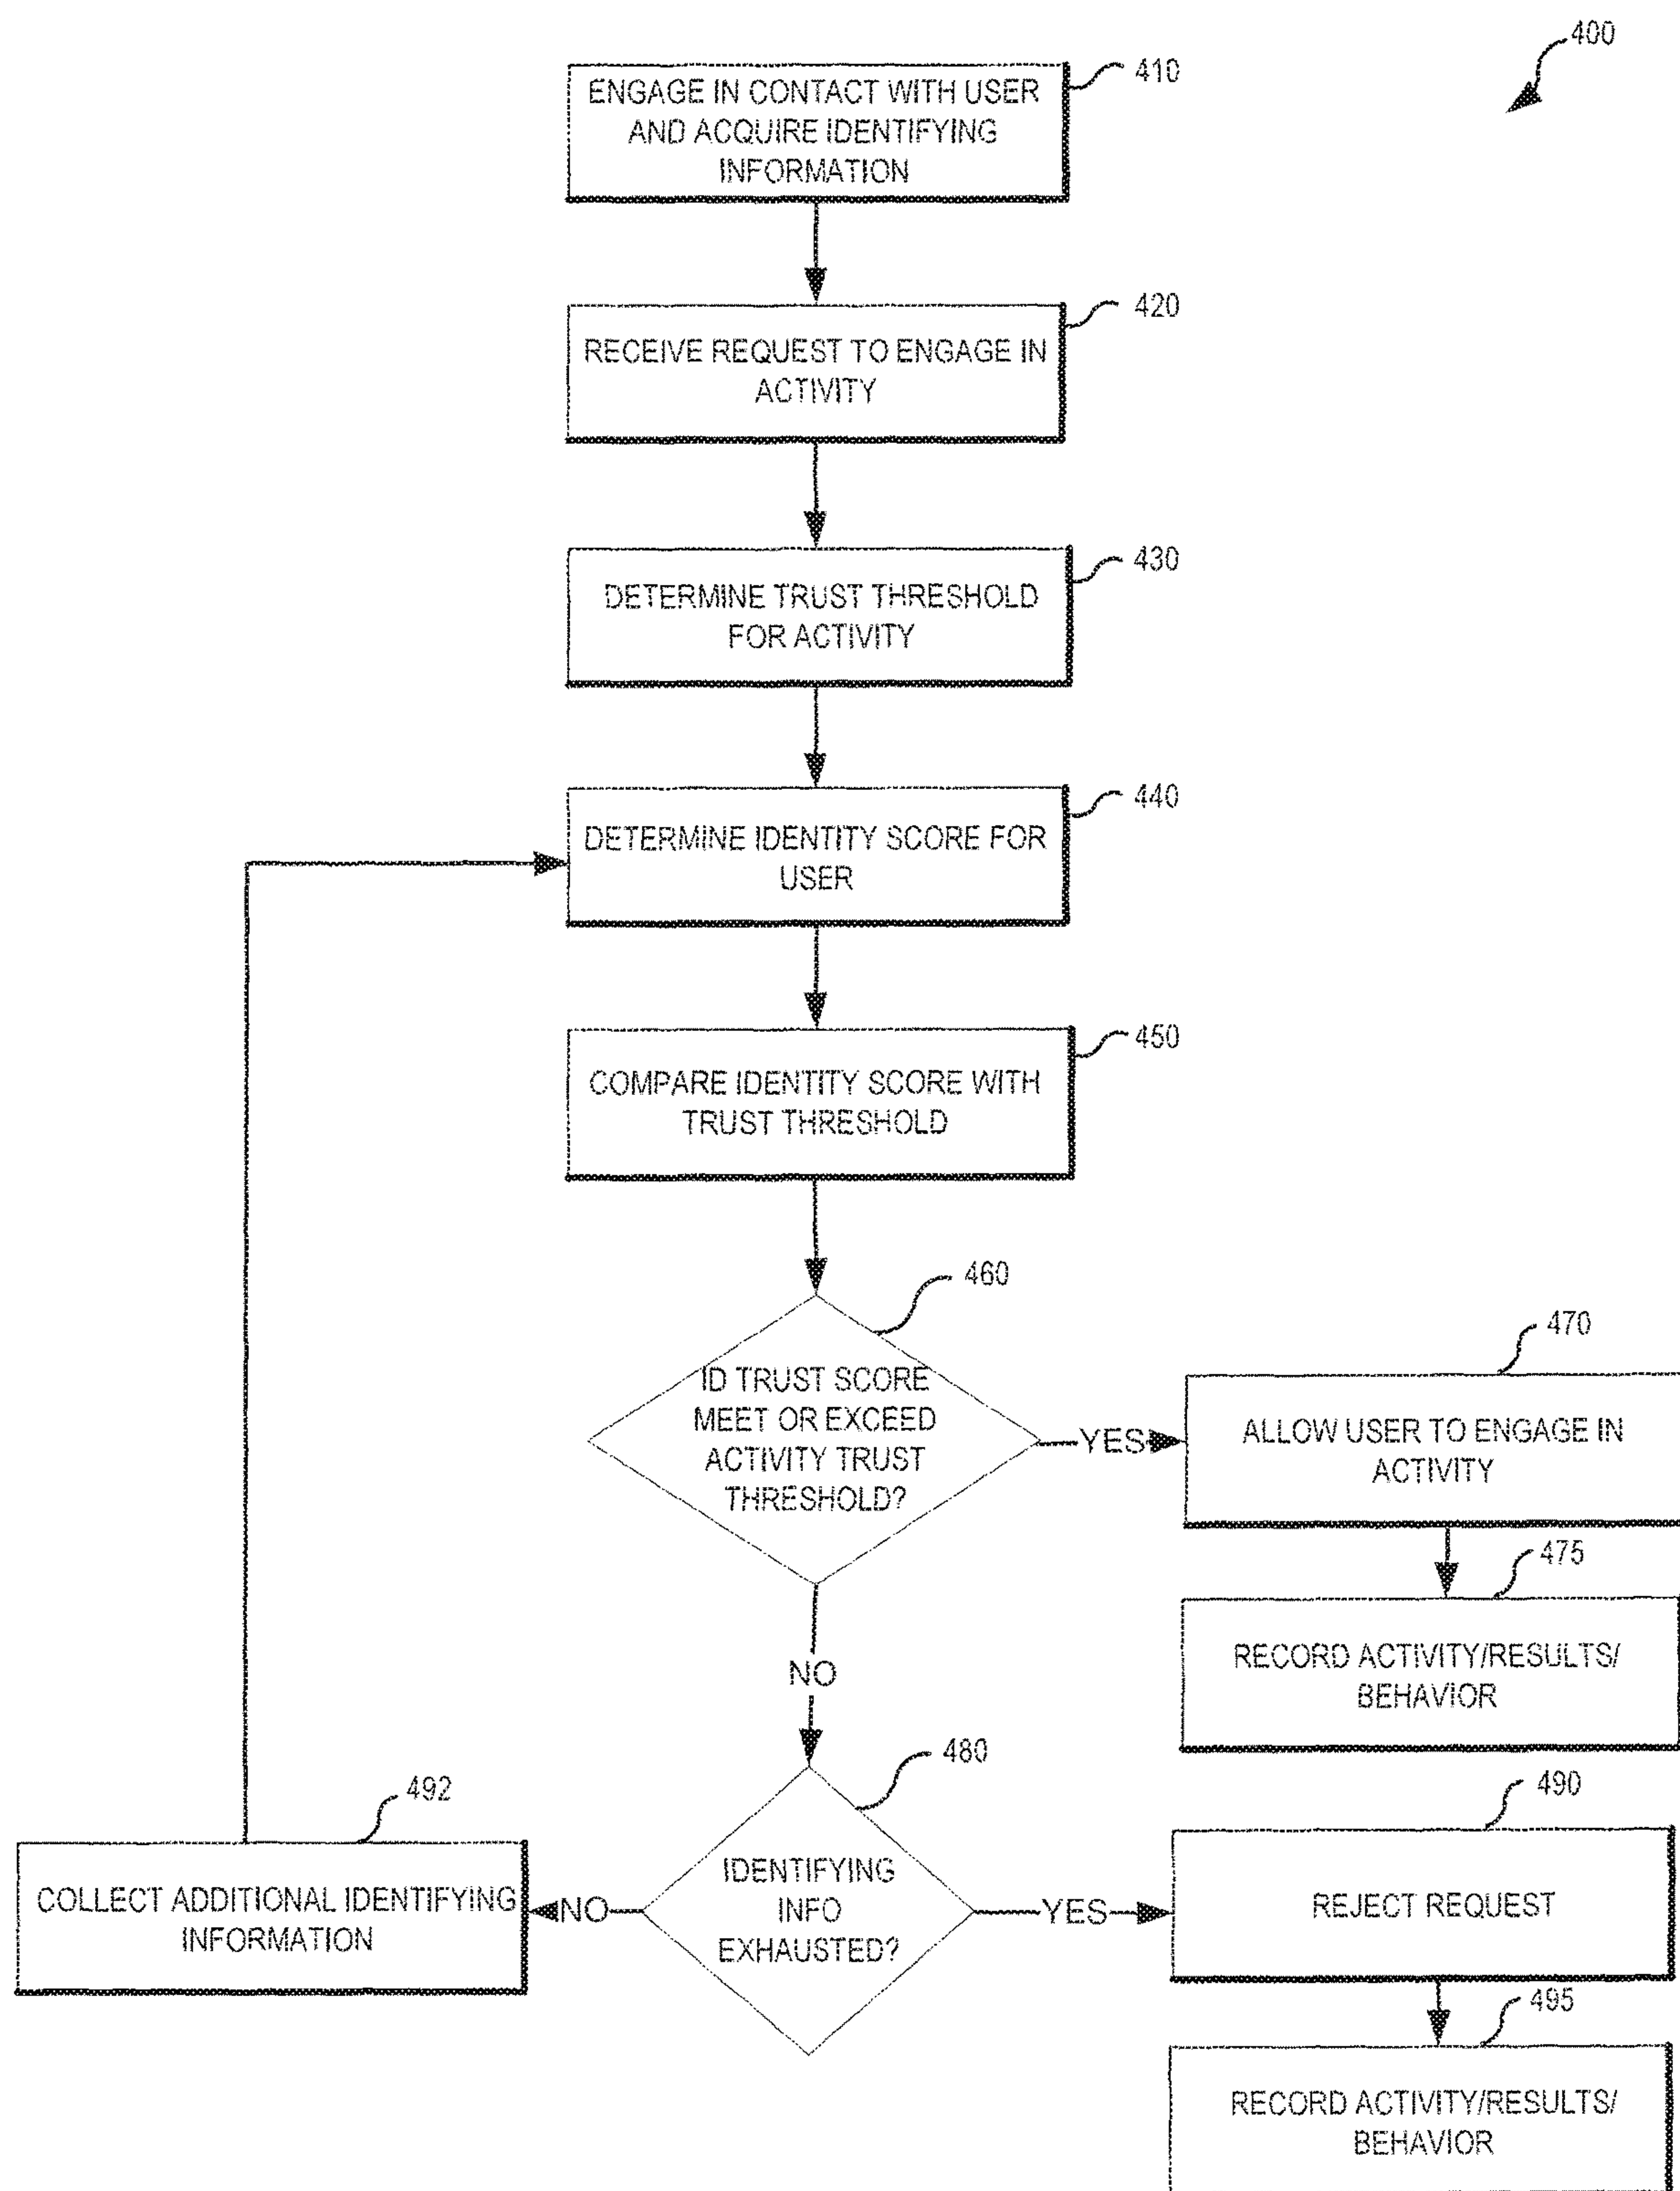 400
410
ENGAGE IN CONTACT WITH USER
AND ACQUIRE IDENTIFYING
INFORMATION
420
RECEIVE REQUEST TO ENGAGE IN
ACTIVITY
430
DETERMINE TRUST THRESHOLD
FOR ACTIVITY
440
DETERMINE IDENTITY SCORE FOR
USER
450
COMPARE IDENTITY SCORE WITH
TRUST THRESHOLD
460
ID TRUST SCORE
MEET OR EXCEED
ACTIVITY TRUST
THRESHOLD?
YES
470
ALLOW USER TO ENGAGE IN
ACTIVITY
475
RECORD ACTIVITY/RESULTS/
BEHAVIOR
NO
480
IDENTIFYING
INFO
EXHAUSTED?
NO
492
COLLECT ADDITIONAL IDENTIFYING
INFORMATION
YES
490
REJECT REQUEST
495
RECORD ACTIVITY/RESULTS/
BEHAVIOR